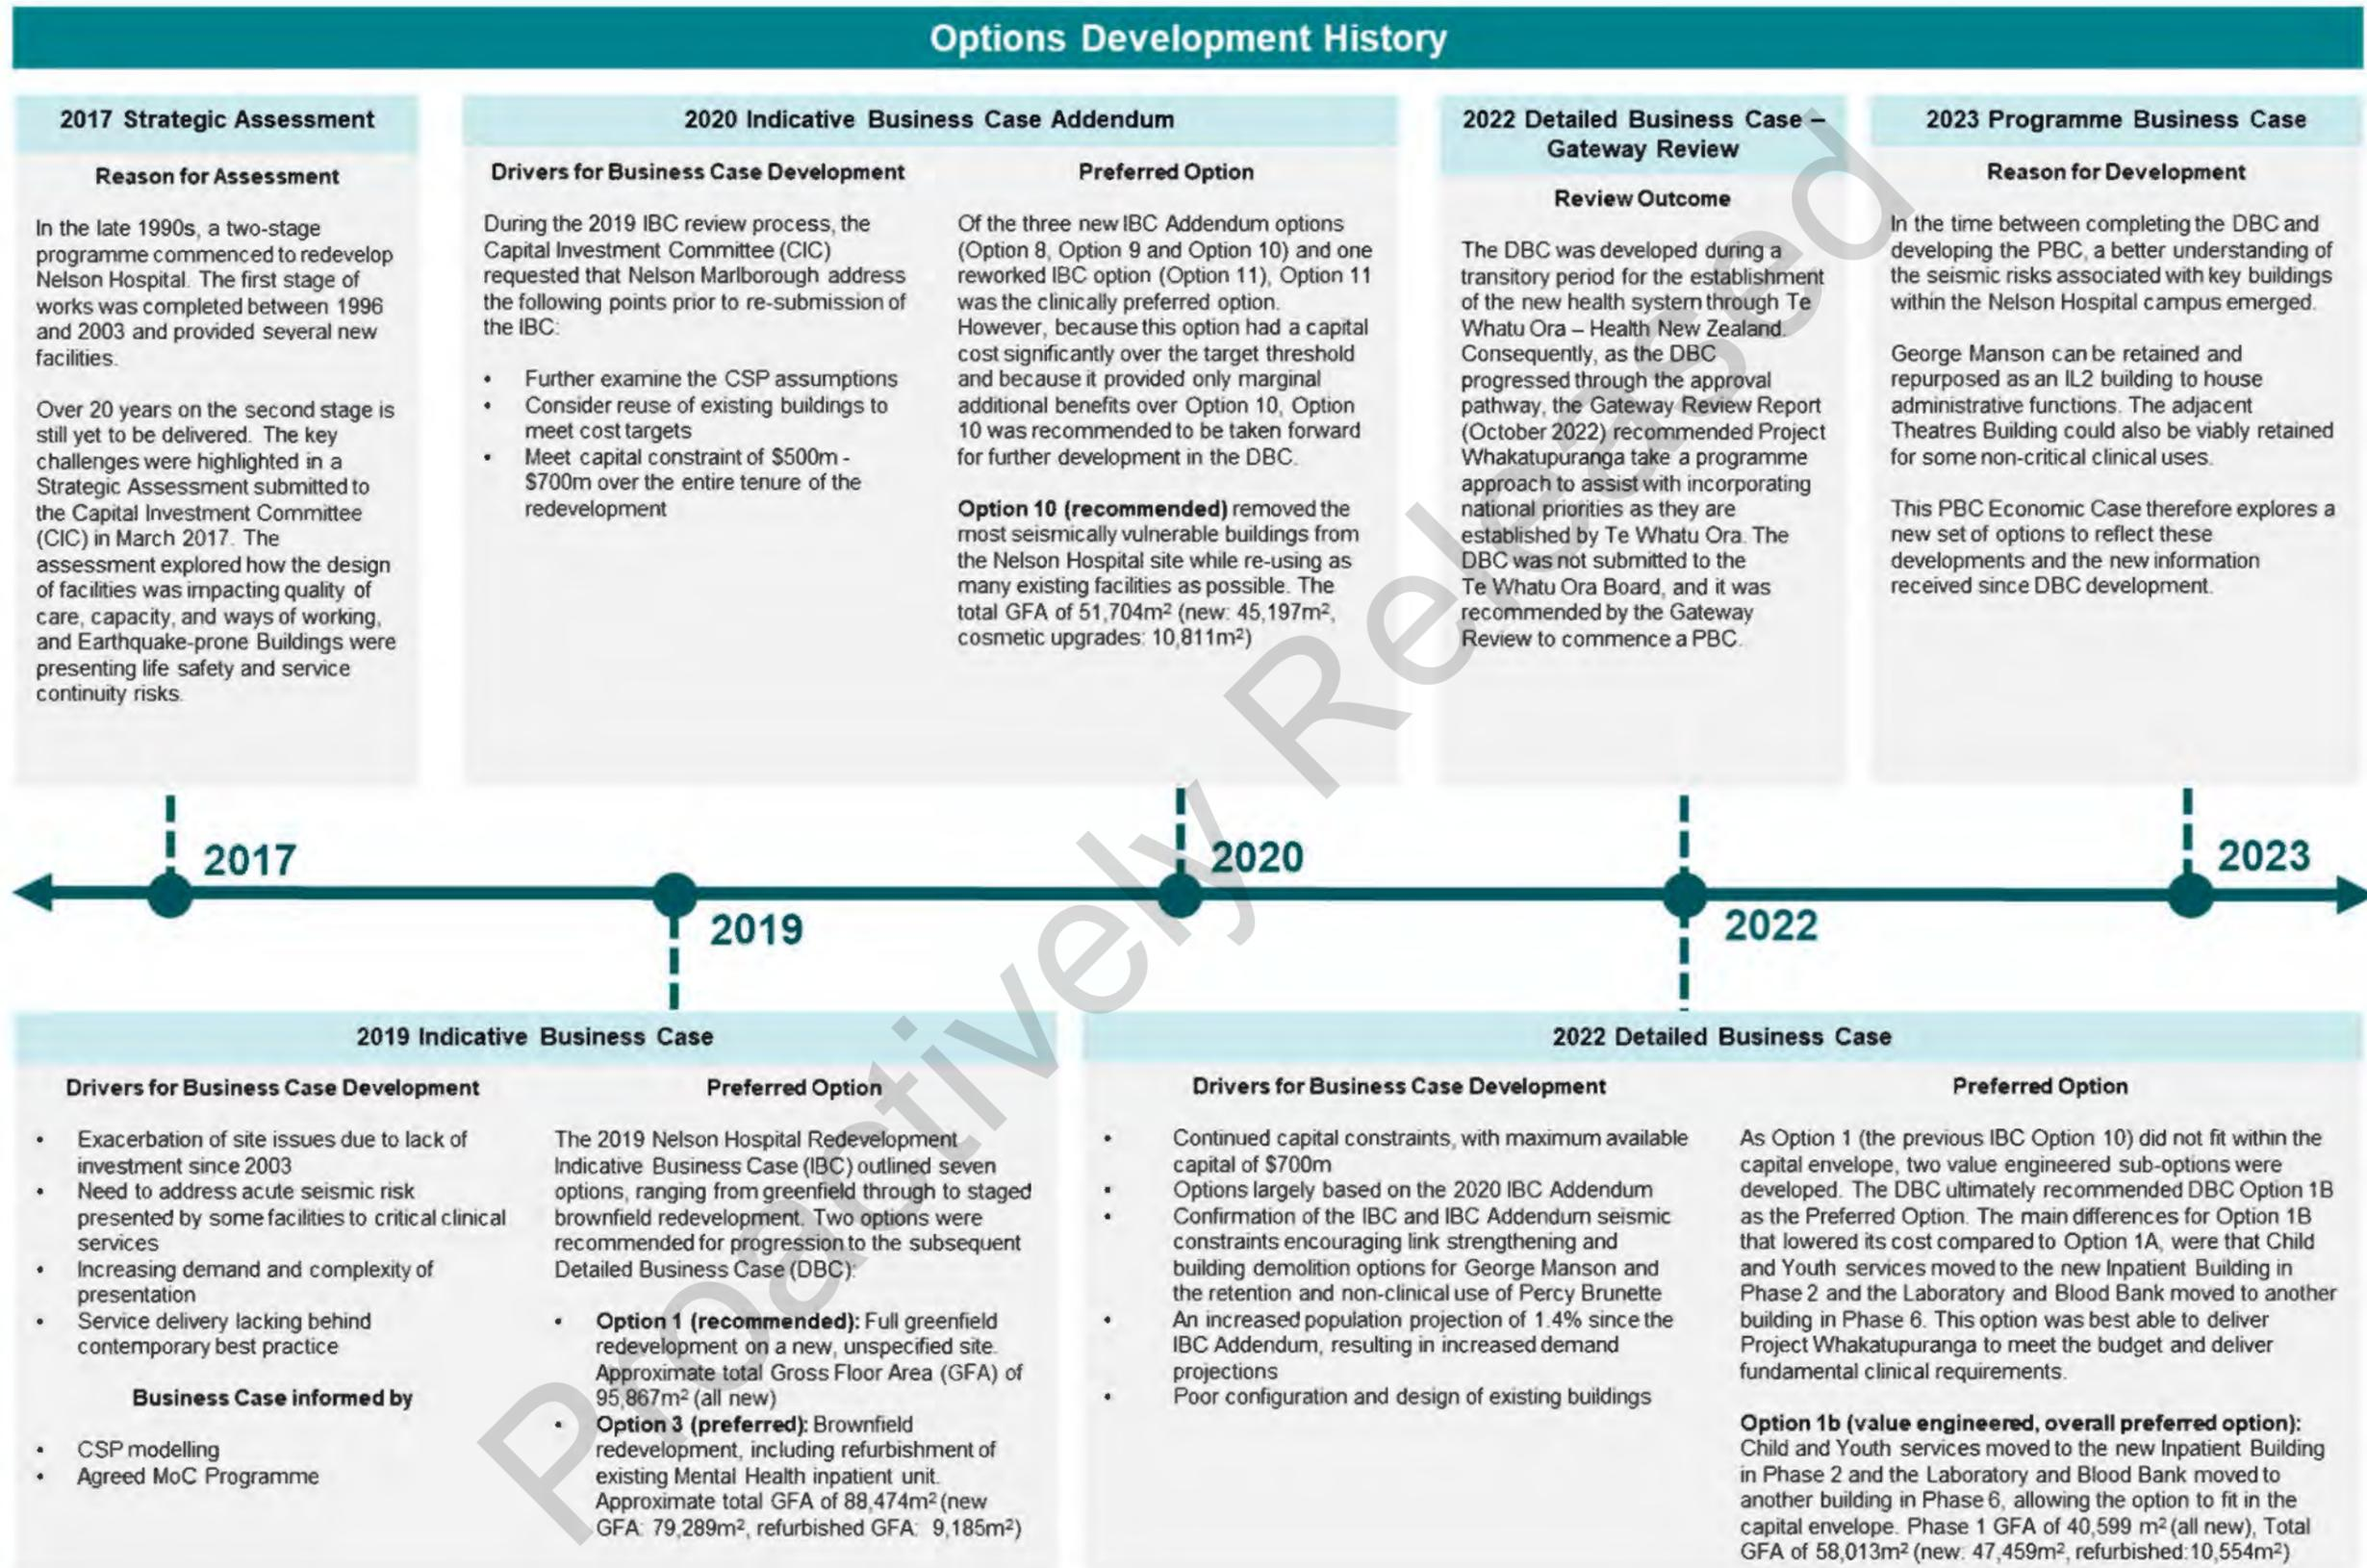 Options Development History
2017 Strategic Assessment
Reason for Assessment
In the late 1990s, a two-stage
programme commenced to redevelop
Nelson Hospital. The first stage of
works was completed between 1996
and 2003 and provided several new
facilities.
Over 20 years on the second stage is
still yet to be delivered. The key
challenges were highlighted in a
Strategic Assessment submitted to
the Capital Investment Committee
(CIC) in March 2017. The
assessment explored how the design
of facilities was impacting quality of
care, capacity, and ways of working,
and Earthquake-prone Buildings were
presenting life safety and service
continuity risks.
2020 Indicative Business Case Addendum
Drivers for Business Case Development
During the 2019 IBC review process, the
Capital Investment Committee (CIC)
requested that Nelson Marlborough address
the following points prior to re-submission of
the IBC:
• Further examine the CSP assumptions
• Consider reuse of existing buildings to
meet cost targets
• Meet capital constraint of $500m -
$700m over the entire tenure of the
redevelopment
Preferred Option
Of the three new IBC Addendum options
(Option 8, Option 9 and Option 10) and one
reworked IBC option (Option 11), Option 11
was the clinically preferred option.
However, because this option had a capital
cost significantly over the target threshold
and because it provided only marginal
additional benefits over Option 10, Option
10 was recommended to be taken forward
for further development in the DBC.
Option 10 (recommended) removed the
most seismically vulnerable buildings from
the Nelson Hospital site while re-using as
many existing facilities as possible. The
total GFA of 51,704m² (new: 45,197m²,
cosmetic upgrades: 10,811m²)
2022 Detailed Business Case –
Gateway Review
Review Outcome
The DBC was developed during a
transitory period for the establishment
of the new health system through Te
Whatu Ora – Health New Zealand.
Consequently, as the DBC
progressed through the approval
pathway, the Gateway Review Report
(October 2022) recommended Project
Whakatupuranga take a programme
approach to assist with incorporating
national priorities as they are
established by Te Whatu Ora. The
DBC was not submitted to the
Te Whatu Ora Board, and it was
recommended by the Gateway
Review to commence a PBC.
2023 Programme Business Case
Reason for Development
In the time between completing the DBC and
developing the PBC, a better understanding of
the seismic risks associated with key buildings
within the Nelson Hospital campus emerged.
George Manson can be retained and
repurposed as an IL2 building to house
administrative functions. The adjacent
Theatres Building could also be viably retained
for some non-critical clinical uses.
This PBC Economic Case therefore explores a
new set of options to reflect these
developments and the new information
received since DBC development.
2017
2019
2020
2022
2023
2019 Indicative Business Case
Drivers for Business Case Development
• Exacerbation of site issues due to lack of
investment since 2003
• Need to address acute seismic risk
presented by some facilities to critical clinical
services
• Increasing demand and complexity of
presentation
• Service delivery lacking behind
contemporary best practice
Business Case informed by
• CSP modelling
• Agreed MoC Programme
Preferred Option
The 2019 Nelson Hospital Redevelopment
Indicative Business Case (IBC) outlined seven
options, ranging from greenfield through to staged
brownfield redevelopment. Two options were
recommended for progression to the subsequent
Detailed Business Case (DBC):
• Option 1 (recommended): Full greenfield
redevelopment on a new, unspecified site.
Approximate total Gross Floor Area (GFA) of
95,867m² (all new)
• Option 3 (preferred): Brownfield
redevelopment, including refurbishment of
existing Mental Health inpatient unit.
Approximate total GFA of 88,474m² (new
GFA: 79,289m², refurbished GFA: 9,185m²)
2022 Detailed Business Case
Drivers for Business Case Development
• Continued capital constraints, with maximum available
capital of $700m
• Options largely based on the 2020 IBC Addendum
• Confirmation of the IBC and IBC Addendum seismic
constraints encouraging link strengthening and
building demolition options for George Manson and
the retention and non-clinical use of Percy Brunette
• An increased population projection of 1.4% since the
IBC Addendum, resulting in increased demand
projections
• Poor configuration and design of existing buildings
Preferred Option
As Option 1 (the previous IBC Option 10) did not fit within the
capital envelope, two value engineered sub-options were
developed. The DBC ultimately recommended DBC Option 1B
as the Preferred Option. The main differences for Option 1B
that lowered its cost compared to Option 1A, were that Child
and Youth services moved to the new Inpatient Building in
Phase 2 and the Laboratory and Blood Bank moved to another
building in Phase 6. This option was best able to deliver
Project Whakatupuranga to meet the budget and deliver
fundamental clinical requirements.
Option 1b (value engineered, overall preferred option):
Child and Youth services moved to the new Inpatient Building
in Phase 2 and the Laboratory and Blood Bank moved to
another building in Phase 6, allowing the option to fit in the
capital envelope. Phase 1 GFA of 40,599 m² (all new), Total
GFA of 58,013m² (new: 47,459m², refurbished:10,554m²)
Proactively Released